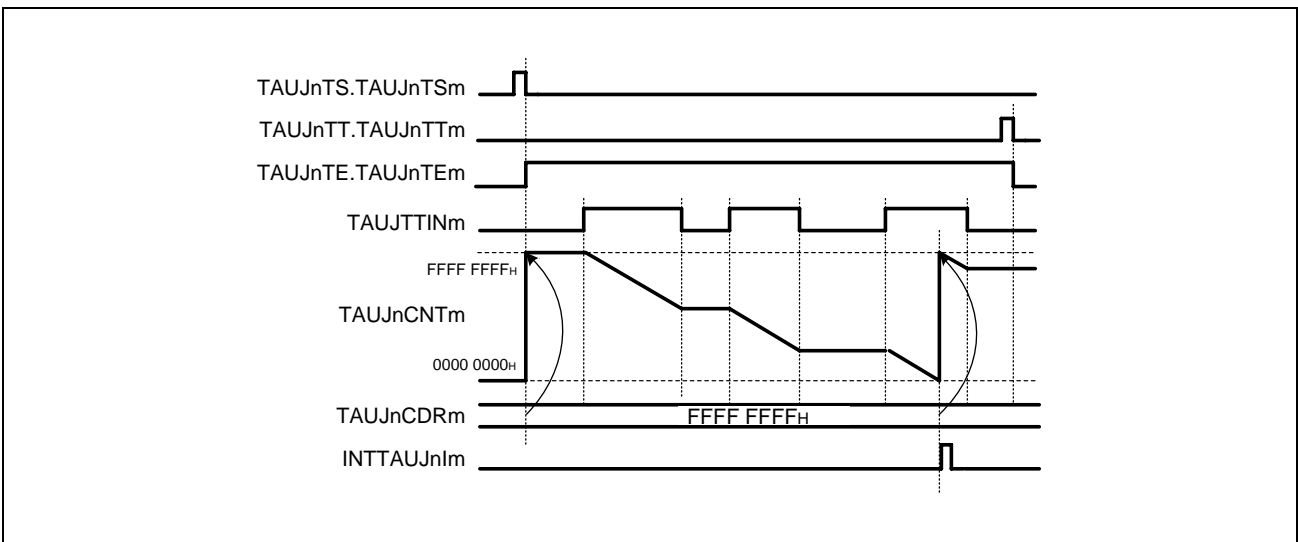 TAUJnTS.TAUJnTSm
TAUJnTT.TAUJnTTm
TAUJnTE.TAUJnTEm
TAUJTTINm
FFFF FFFFH
TAUJnCNTm
0000 0000H
TAUJnCDRm
FFFF FFFFH
INTTAUJnIm